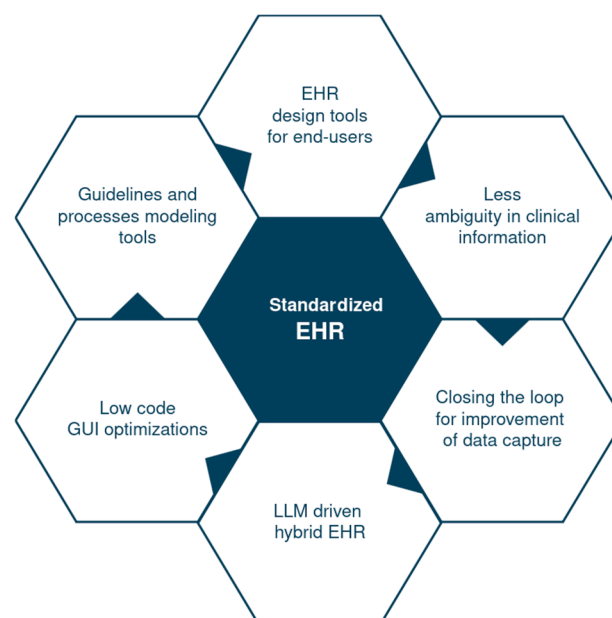 EHR
design tools
for end-users
Guidelines and
processes modeling
tools
Less
ambiguity in clinical
information
Standardized
EHR
Low code
GUI optimizations
Closing the loop
for improvement
of data capture
LLM driven
hybrid EHR